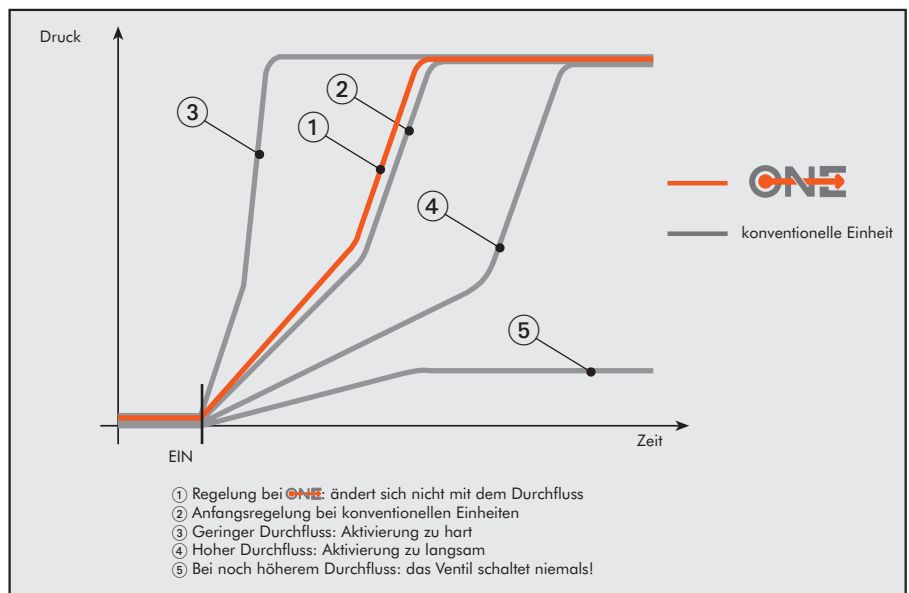 Druck
3
2
1
4
5
ONE
konventionelle Einheit
Zeit
EIN
① Regelung bei ONE: ändert sich nicht mit dem Durchfluss
② Anfangsregelung bei konventionellen Einheiten
③ Geringer Durchfluss: Aktivierung zu hart
④ Hoher Durchfluss: Aktivierung zu langsam
⑤ Bei noch höherem Durchfluss: das Ventil schaltet niemals!